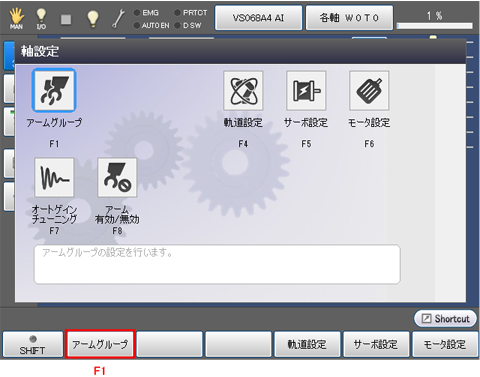 EMG PRTCT
MAN I/O AUTO EN D SW VS068A4 AI 各軸 W0T0 1 %
軸設定
アームグループ 軌道設定 サーボ設定 モータ設定
F1 F4 F5 F6
オートゲイン アーム
チューニング 有効/無効
F7 F8
アームグループの設定を行います。
Shortcut
SHIFT アームグループ 軌道設定 サーボ設定 モータ設定
F1